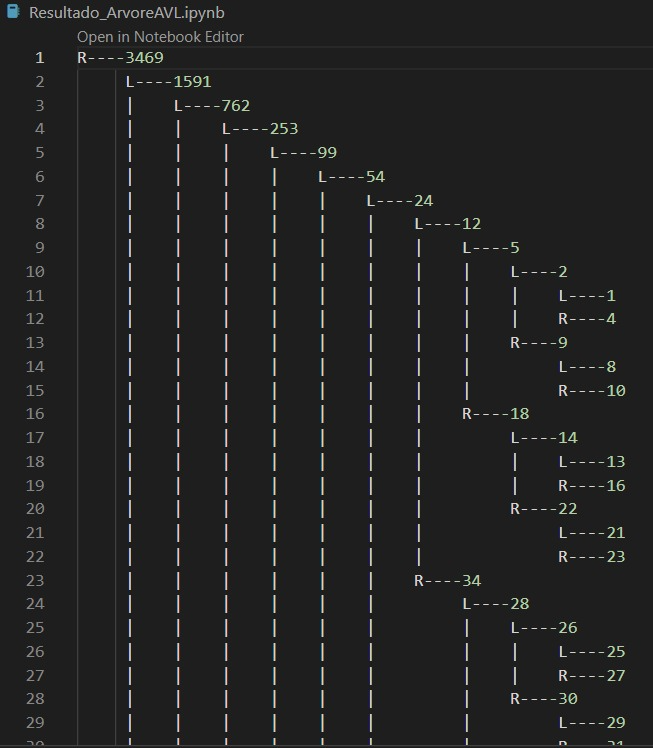 Resultado_ArvoreAVL.ipynb
Open in Notebook Editor
1 R----3469
2 L----1591
3 | L----762
4 | | L----253
5 | | | L----99
6 | | | | L----54
7 | | | | | L----24
8 | | | | | | L----12
9 | | | | | | | L----5
10 | | | | | | | | L----2
11 | | | | | | | | | L----1
12 | | | | | | | | | R----4
13 | | | | | | | | R----9
14 | | | | | | | | L----8
15 | | | | | | | | R----10
16 | | | | | | | R----18
17 | | | | | | | L----14
18 | | | | | | | | L----13
19 | | | | | | | | R----16
20 | | | | | | | R----22
21 | | | | | | | L----21
22 | | | | | | | R----23
23 | | | | | | R----34
24 | | | | | | L----28
25 | | | | | | | L----26
26 | | | | | | | | L----25
27 | | | | | | | | R----27
28 | | | | | | | R----30
29 | | | | | | | L----29